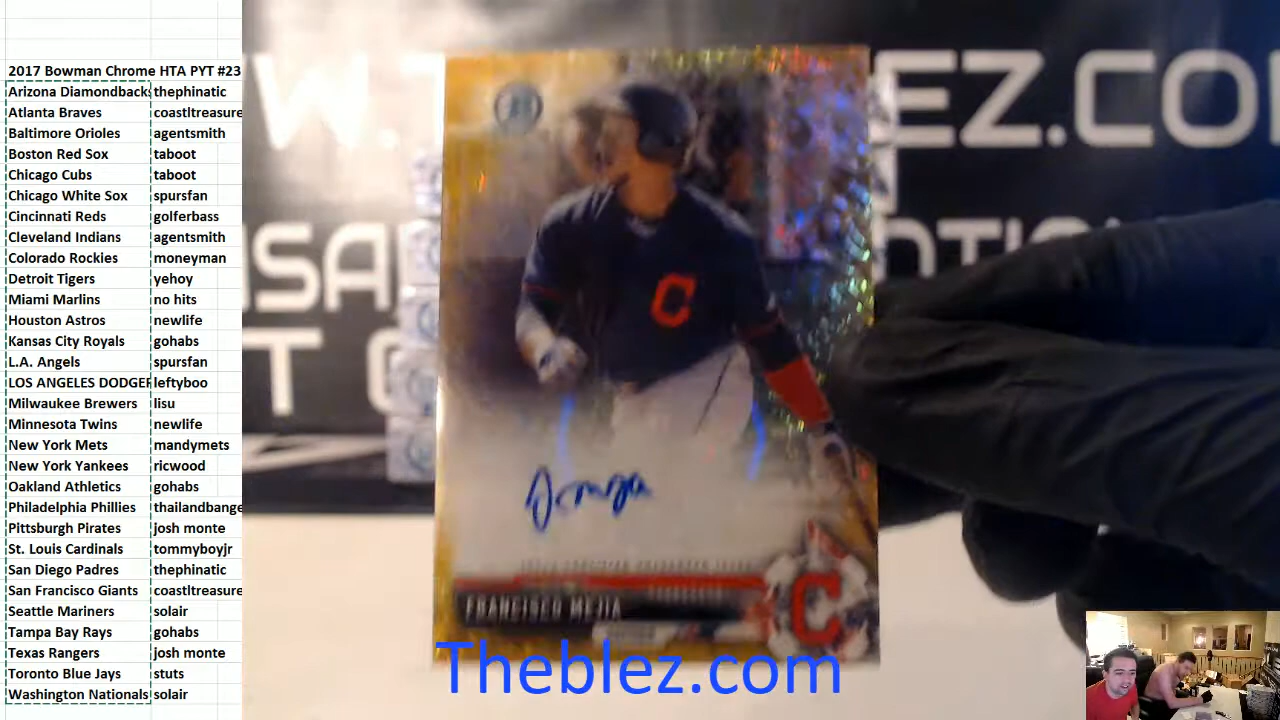 2017 Bowman Chrome HTA PYT #23
Arizona Diamondbacks thephinatic
Atlanta Braves coastltreasure
Baltimore Orioles agentsmith
Boston Red Sox taboot
Chicago Cubs taboot
Chicago White Sox spursfan
Cincinnati Reds golferbass
Cleveland Indians agentsmith
Colorado Rockies moneyman
Detroit Tigers yehoy
Miami Marlins no hits
Houston Astros newlife
Kansas City Royals gohabs
L.A. Angels spursfan
LOS ANGELES DODGER leftyboo
Milwaukee Brewers lisu
Minnesota Twins newlife
New York Mets mandymets
New York Yankees ricwood
Oakland Athletics gohabs
Philadelphia Phillies thailandbange
Pittsburgh Pirates josh monte
St. Louis Cardinals tommyboyjr
San Diego Padres thephinatic
San Francisco Giants coastltreasure
Seattle Mariners solair
Tampa Bay Rays gohabs
Texas Rangers josh monte
Toronto Blue Jays stuts
Washington Nationals solair
W. EZ.CO
C
FRANCISCO MEJIA
C
Theblez.com